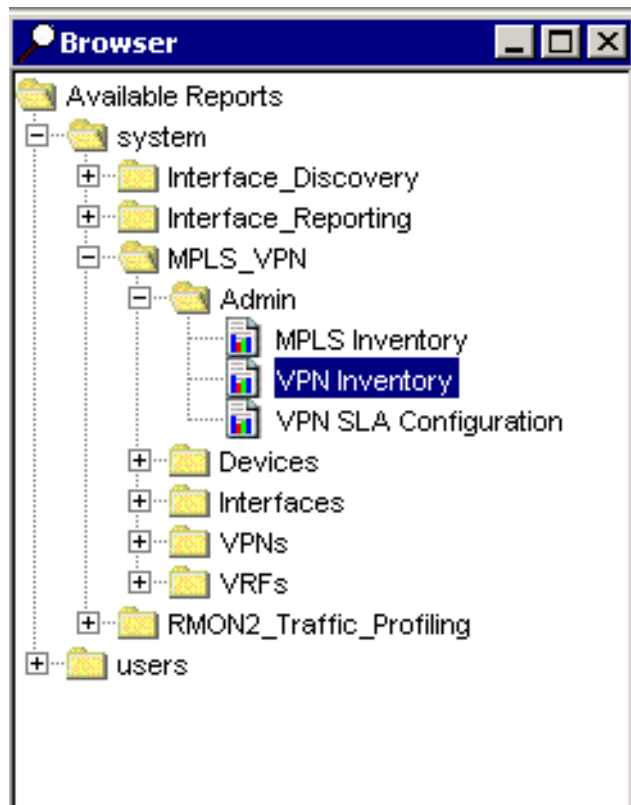 Browser
Available Reports
system
Interface_Discovery
Interface_Reporting
MPLS_VPN
Admin
MPLS Inventory
VPN Inventory
VPN SLA Configuration
Devices
Interfaces
VPNs
VRFs
RMON2_Traffic_Profiling
users